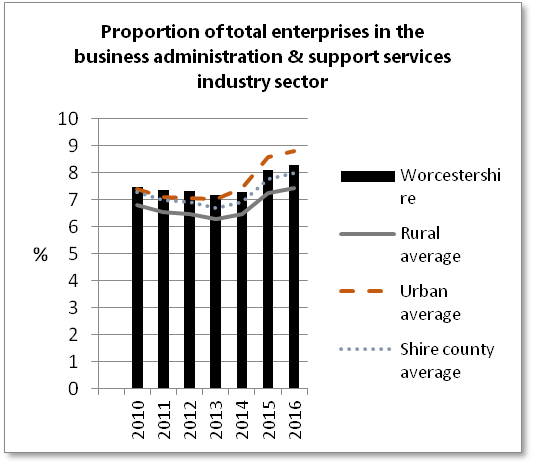 Proportion of total enterprises in the
business administration & support services
industry sector
10
9
8
7
6
5
4
3
2
1
0
%
2010
2011
2012
2013
2014
2015
2016
Worcestershi
re
Rural
average
Urban
average
Shire county
average